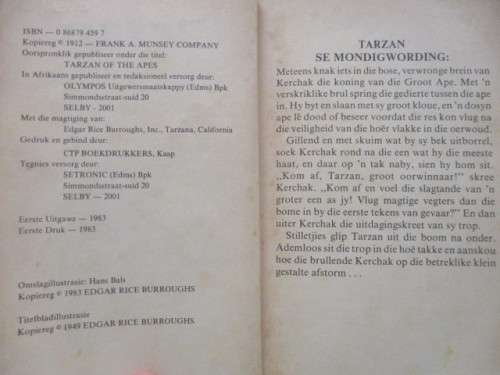 ISBN — 0 86878 459 7
Kopiereg © 1912 — FRANK A. MUNSEY COMPANY
Oorspronklik gepubliseer onder die titel:
TARZAN OF THE APES
In Afrikaans gepubliseer en redaksioneel versorg deur:
OLYMPOS Uitgewersmaatskappy (Edms) Bpk
Simmondsstraat-suid 20
SELBY - 2001
Met die magtiging van:
Edgar Rice Burroughs, Inc., Tarzana, California
Gedruk en gebind deur:
CTP BOEKDRUKKERS, Kaap
Tegnies versorg deur:
SETRONIC (Edms) Bpk
Simmondsstraat-suid 20
SELBY — 2001
Eerste Uitgawe — 1983
Eerste Druk — 1983
Omslagillustrasie: Hans Bals
Kopiereg © 1983 EDGAR RICE BURROUGHS
Titelbladillustrasie
Kopiereg © 1949 EDGAR RICE BURROUGHS
TARZAN
SE MONDIGWORDING:
Meteens knak iets in die bose, verwronge brein van
Kerchak die koning van die Groot Ape. Met 'n
verskriklike brul spring die gedierte tussen die ape
in. Hy byt en slaan met sy groot kloue, en 'n dosyn
ape lê dood of beseer voordat die res kon vlug na
die veiligheid van die hoër vlakke in die oerwoud.
Gillend en met skuim wat by sy bek uitborrel,
soek Kerchak rond na die een wat hy die meeste
haat, en daar op 'n tak naby, sien hy hom sit.
„Kom af, Tarzan, groot oorwinnaar!" skree
Kerchak. „Kom af en voel die slagtande van 'n
groter een as jy! Vlug magtige vegters dan die
bome in by die eerste tekens van gevaar?" En dan
uiter Kerchak die uitdagingskreet van sy trop.
Stilletjies glip Tarzan uit die boom na onder.
Ademloos sit die trop in die hoë takke en aanskou
hoe die brullende Kerchak op die betreklike klein
gestalte afstorm . . .